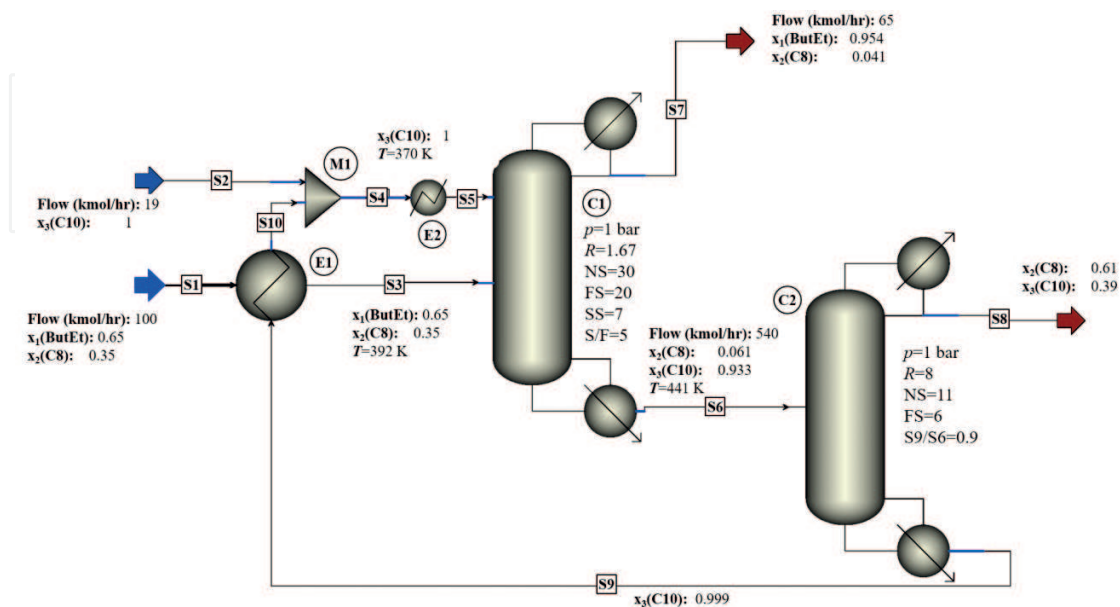 Flow (kmol/hr): 65
x₁(ButEt): 0.954
x₂(C8): 0.041
S7
x₃(C10): 1
T=370 K
M1
S2
S4
S5
Flow (kmol/hr): 19
x₃(C10): 1
S10
E2
C1
p=1 bar
R=1.67
NS=30
FS=20
SS=7
S/F=5
E1
S1
S3
Flow (kmol/hr): 100
x₁(ButEt): 0.65
x₂(C8): 0.35
x₁(ButEt): 0.65
x₂(C8): 0.35
T=392 K
Flow (kmol/hr): 540
x₂(C8): 0.061
x₃(C10): 0.933
T=441 K
S6
C2
x₂(C8): 0.61
x₃(C10): 0.39
S8
p=1 bar
R=8
NS=11
FS=6
S9/S6=0.9
S9
x₃(C10): 0.999